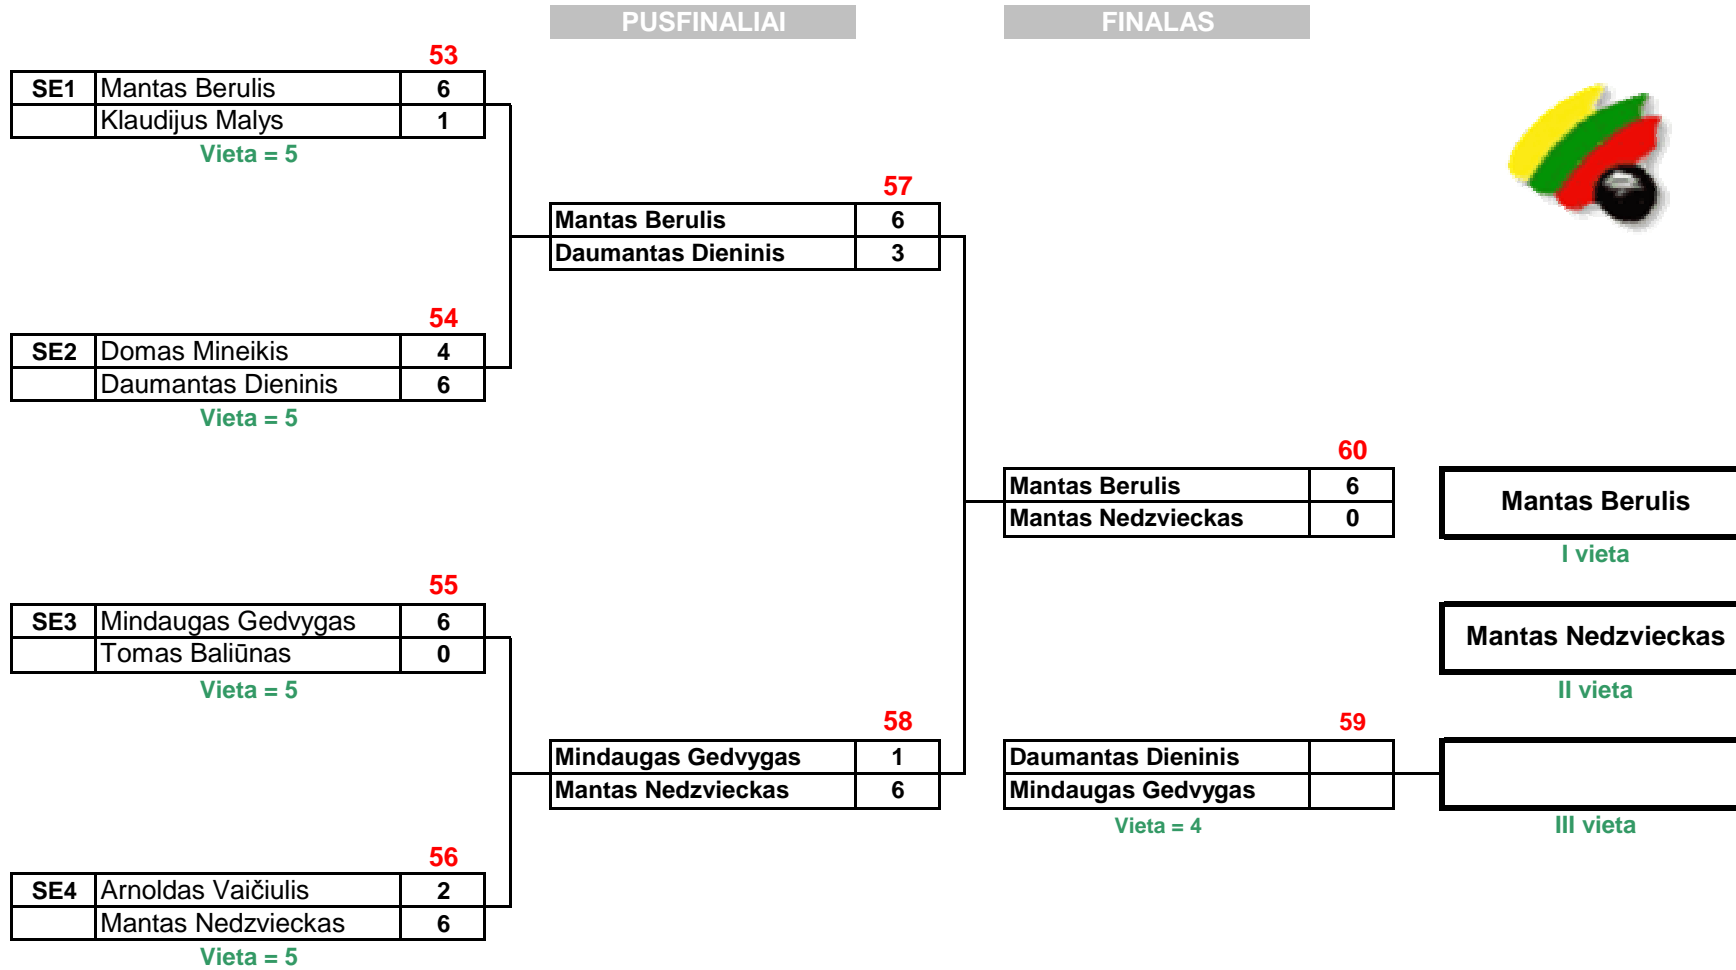 PUSFINALIAI FINALAS
53
SE1 Mantas Berulis 6
Klaudijus Malys 1
Vieta = 5
57
Mantas Berulis 6
Daumantas Dieninis 3
54
SE2 Domas Mineikis 4
Daumantas Dieninis 6
Vieta = 5
60
Mantas Berulis 6
Mantas Nedzvieckas 0
Mantas Berulis
I vieta
55
SE3 Mindaugas Gedvygas 6
Tomas Baliūnas 0
Vieta = 5
Mantas Nedzvieckas
II vieta
58
Mindaugas Gedvygas 1
Mantas Nedzvieckas 6
59
Daumantas Dieninis
Mindaugas Gedvygas
Vieta = 4
III vieta
56
SE4 Arnoldas Vaičiulis 2
Mantas Nedzvieckas 6
Vieta = 5